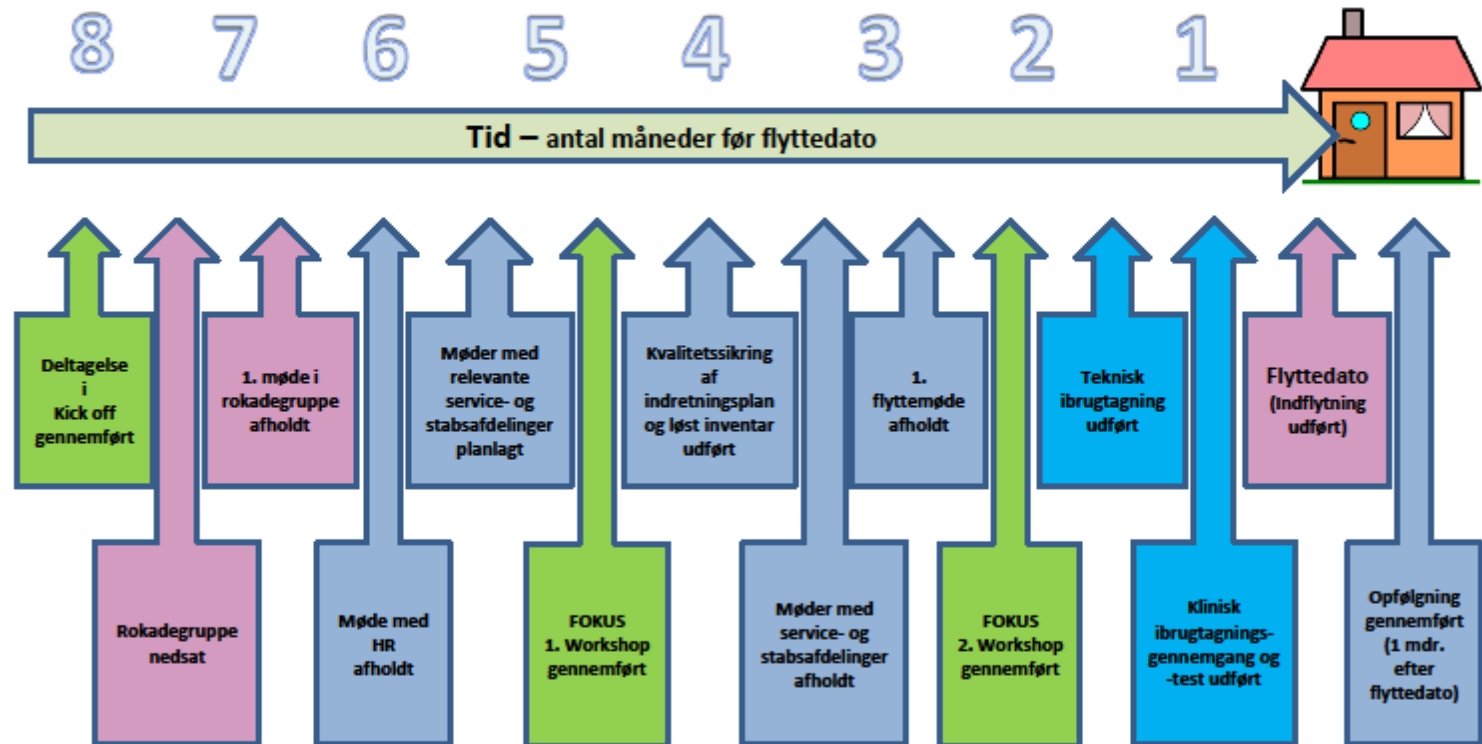 8 7 6 5 4 3 2 1
Tid – antal måneder før flyttedato
Deltagelse
i
Kick off
gennemført
Rokadegruppe
nedsat
1. møde i
rokadegruppe
afholdt
Møde med
HR
afholdt
Møder med
relevante
service- og
stabsafdelinger
planlagt
FOKUS
1. Workshop
gennemført
Kvalitetssikring
af
indretningsplan
og løst inventar
udført
Møder med
service- og
stabsafdelinger
afholdt
1.
flyttemøde
afholdt
FOKUS
2. Workshop
gennemført
Teknisk
ibrugtagning
udført
Klinisk
ibrugtagnings-
gennemgang og
-test udført
Flyttedato
(Indflytning
udført)
Opfølgning
gennemført
(1 mdr.
efter
flyttedato)